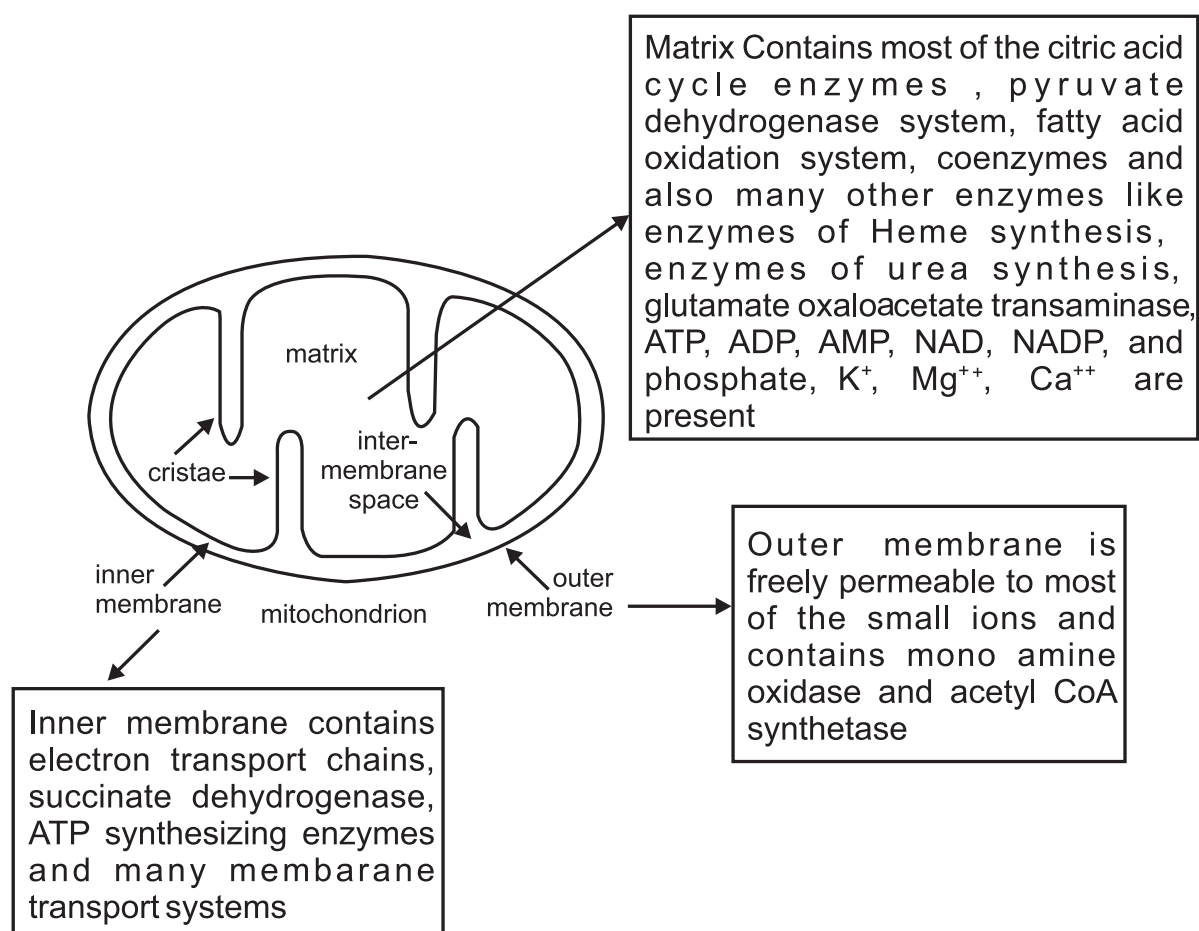 Matrix Contains most of the citric acid
cycle enzymes , pyruvate
dehydrogenase system, fatty acid
oxidation system, coenzymes and
also many other enzymes like
enzymes of Heme synthesis,
enzymes of urea synthesis,
glutamate oxaloacetate transaminase,
ATP, ADP, AMP, NAD, NADP, and
phosphate, K⁺, Mg⁺⁺, Ca⁺⁺ are
present
matrix
cristae
inter-
membrane
space
inner
membrane
mitochondrion
outer
membrane
Outer membrane is
freely permeable to most
of the small ions and
contains mono amine
oxidase and acetyl CoA
synthetase
Inner membrane contains
electron transport chains,
succinate dehydrogenase,
ATP synthesizing enzymes
and many membarane
transport systems